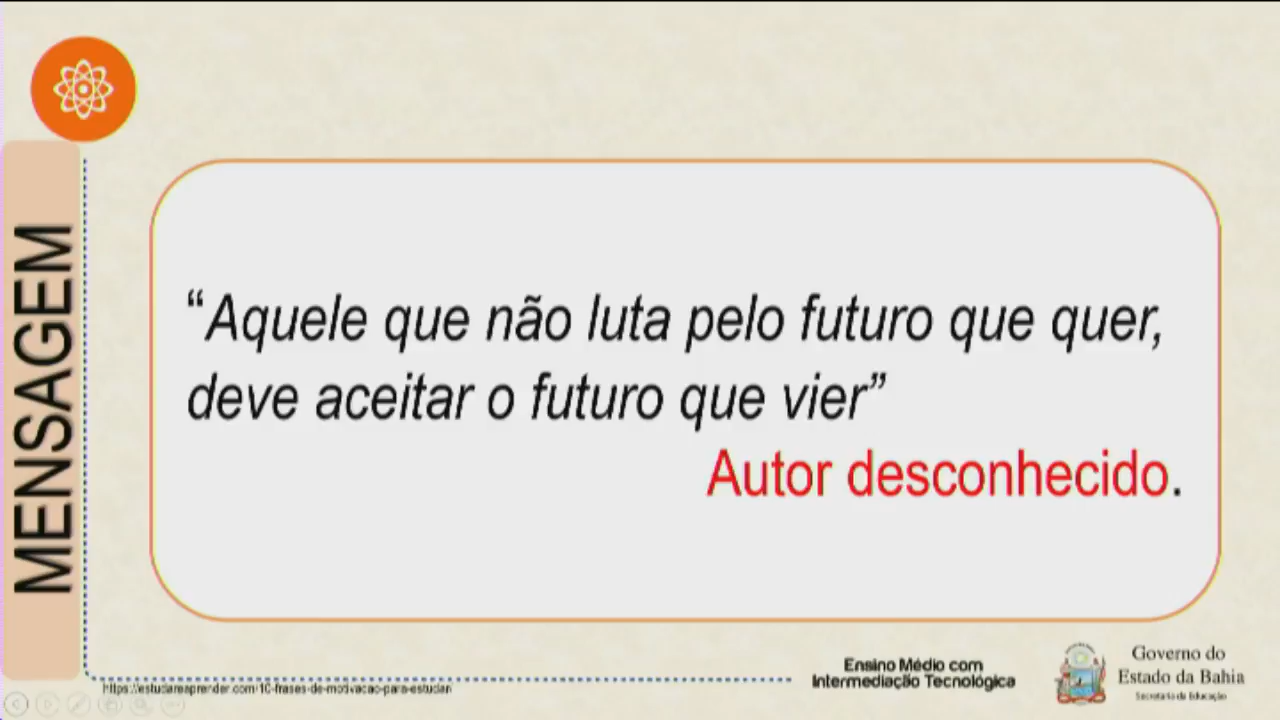 MENSAGEM
“Aquele que não luta pelo futuro que quer,
deve aceitar o futuro que vier”
Autor desconhecido.
https://estudareaprender.com/10-frases-de-motivacao-para-estudar/
Ensino Médio com
Intermediação Tecnológica
Governo do
Estado da Bahia
Secretaria da Educação